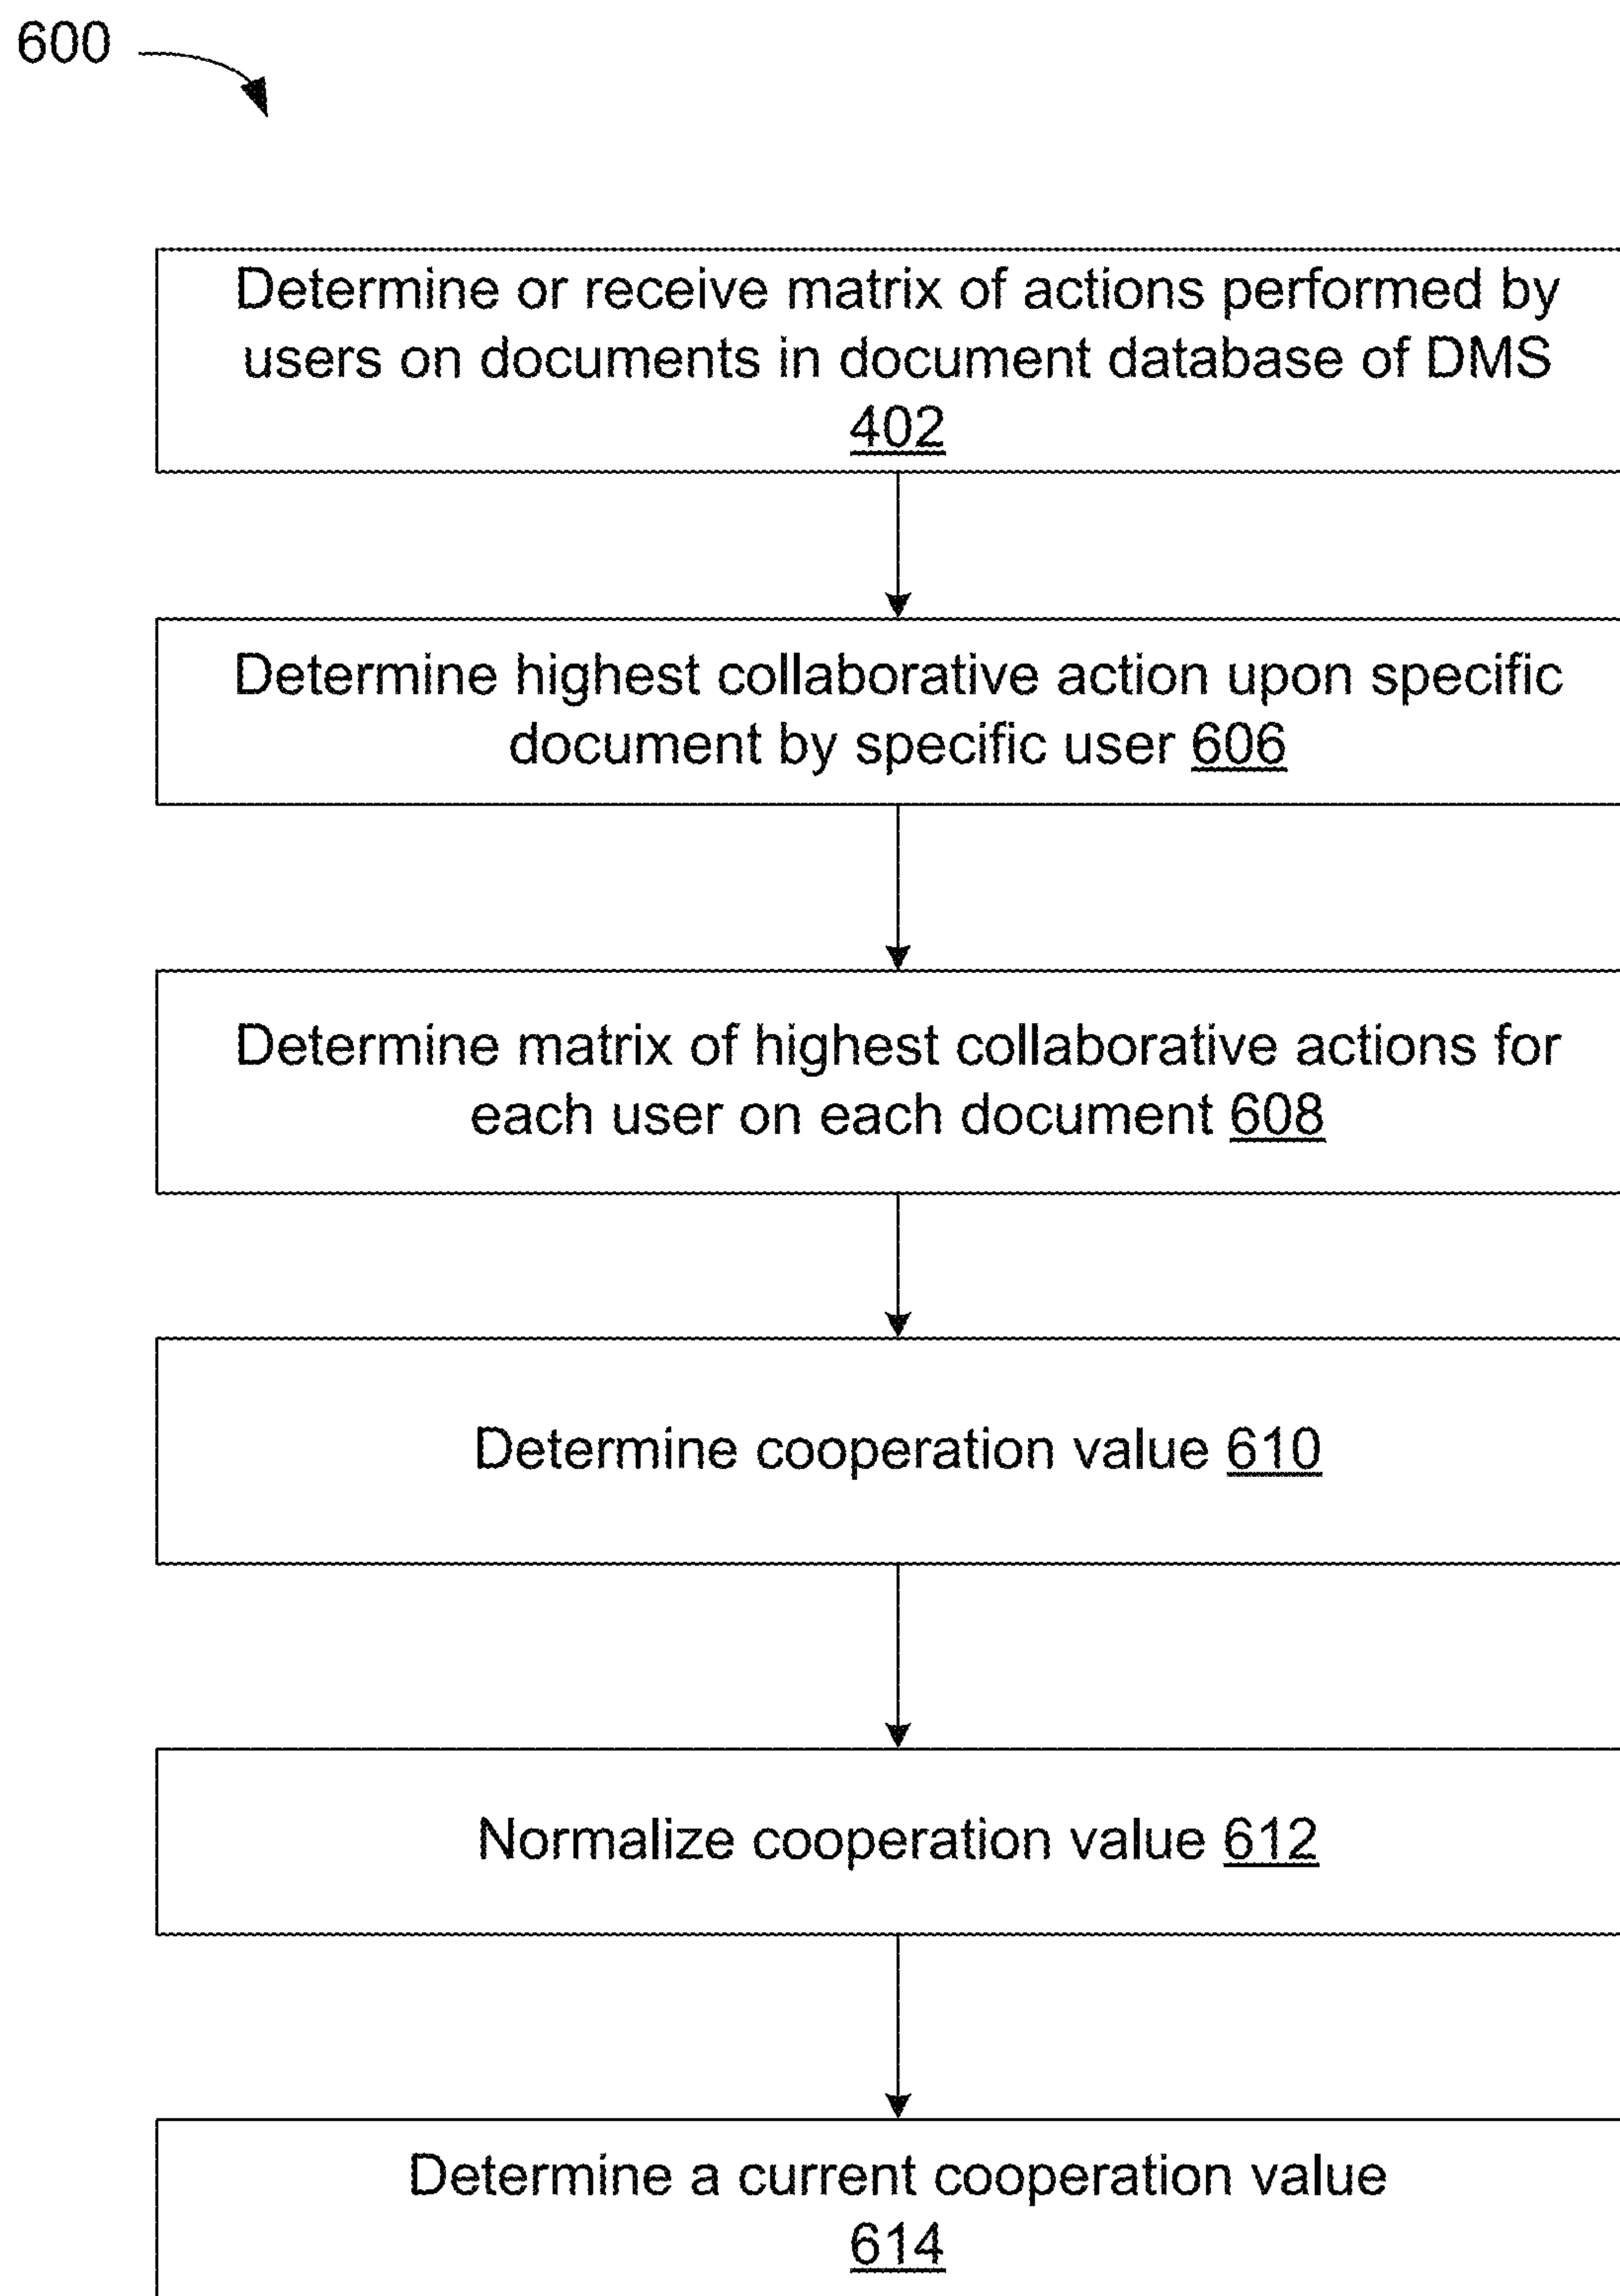 600
Determine or receive matrix of actions performed by
users on documents in document database of DMS
402
Determine highest collaborative action upon specific
document by specific user 606
Determine matrix of highest collaborative actions for
each user on each document 608
Determine cooperation value 610
Normalize cooperation value 612
Determine a current cooperation value
614